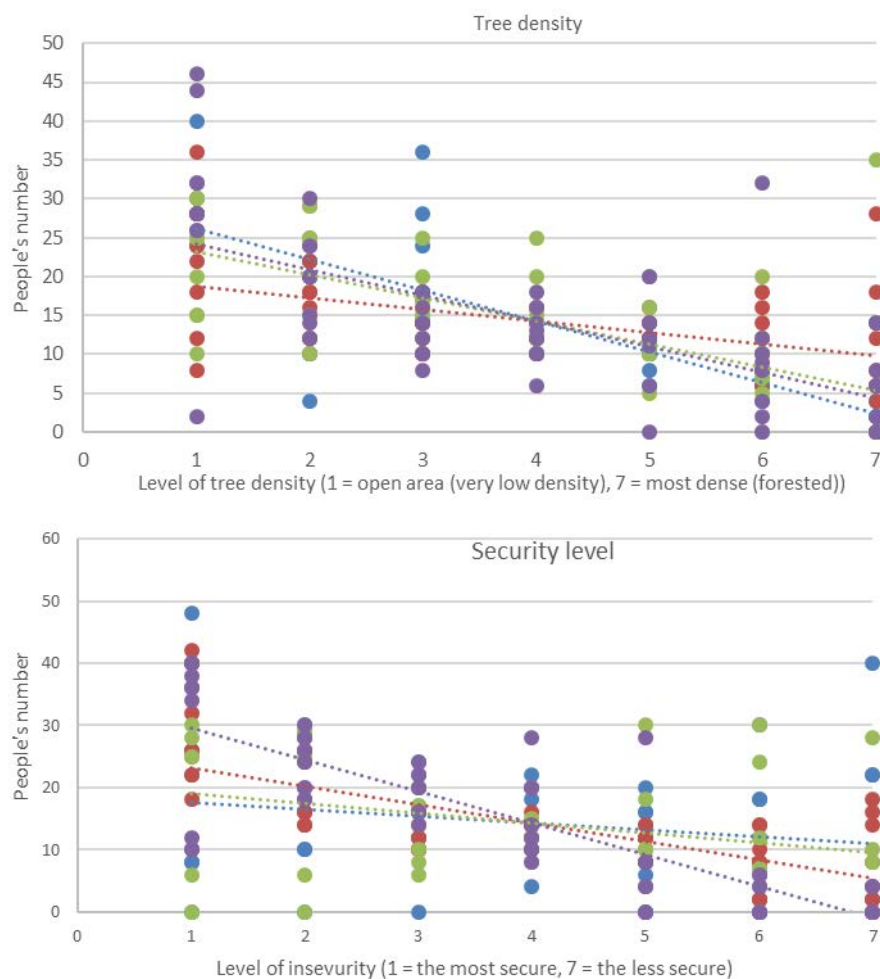 Tree density
50
45
40
35
30
25
20
15
10
5
0
People's number
0 1 2 3 4 5 6 7
Level of tree density (1 = open area (very low density), 7 = most dense (forested))
Security level
60
50
40
30
20
10
0
People's number
0 1 2 3 4 5 6 7
Level of insevurity (1 = the most secure, 7 = the less secure)